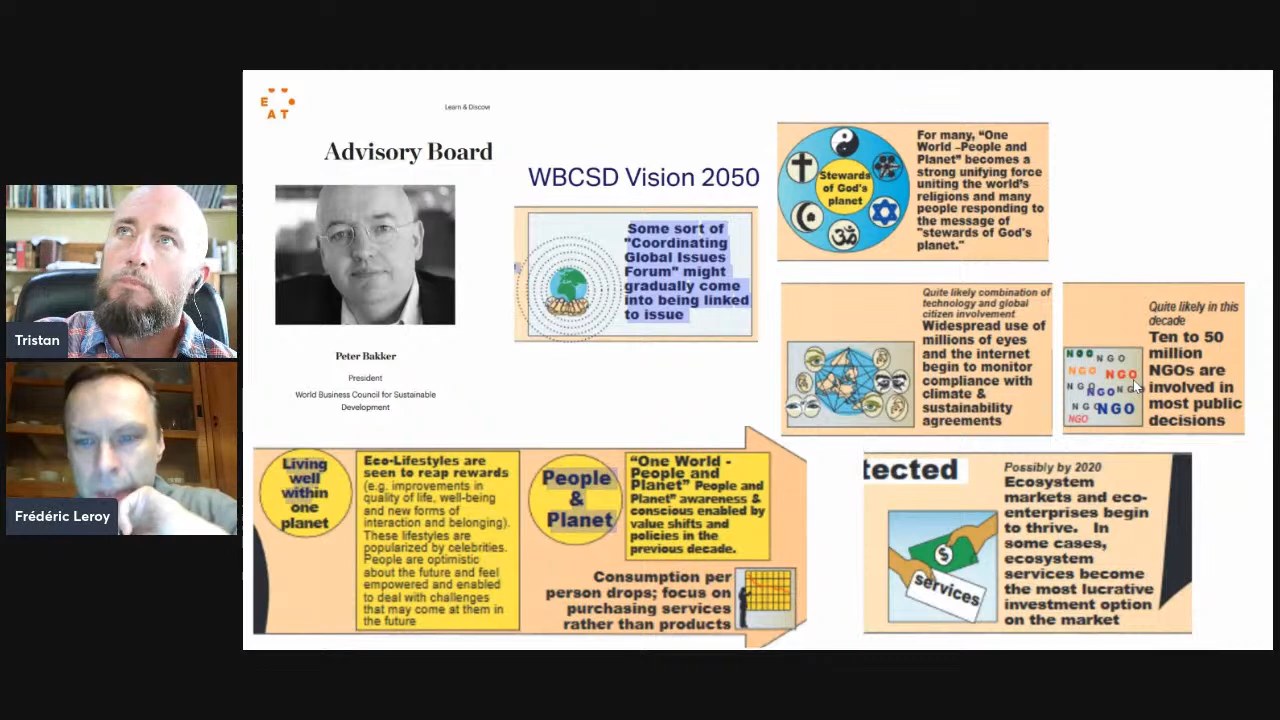 E
A T
Learn & Discov
Advisory Board
Peter Bakker
President
World Business Council for Sustainable
Development
WBCSD Vision 2050
Some sort of
"Coordinating
Global Issues
Forum" might
gradually come
into being linked
to issue
Stewards
of God's
planet
For many, “One
World –People and
Planet” becomes a
strong unifying force
uniting the world’s
religions and many
people responding to
the message of
"stewards of God's
planet."
Quite likely combination of
technology and global
citizen involvement
Widespread use of
millions of eyes
and the internet
begin to monitor
compliance with
climate &
sustainability
agreements
NGO
NGO
NGO
NGO
NGO
NGO
NG
NGO
NGO
NGO
Quite likely in this
decade
Ten to 50
million
NGOs are
involved in
most public
decisions
Tristan
Frédéric Leroy
Living
well
within
one
planet
Eco-Lifestyles are
seen to reap rewards
(e.g. improvements in
quality of life, well-being
and new forms of
interaction and belonging).
These lifestyles are
popularized by celebrities.
People are optimistic
about the future and feel
empowered and enabled
to deal with challenges
that may come at them in
the future
People
&
Planet
“One World -
People and
Planet” People and
Planet” awareness &
conscious enabled by
value shifts and
policies in the
previous decade.
Consumption per
person drops; focus on
purchasing services
rather than products
tected
$
services
Possibly by 2020
Ecosystem
markets and eco-
enterprises begin
to thrive. In
some cases,
ecosystem
services become
the most lucrative
investment option
on the market